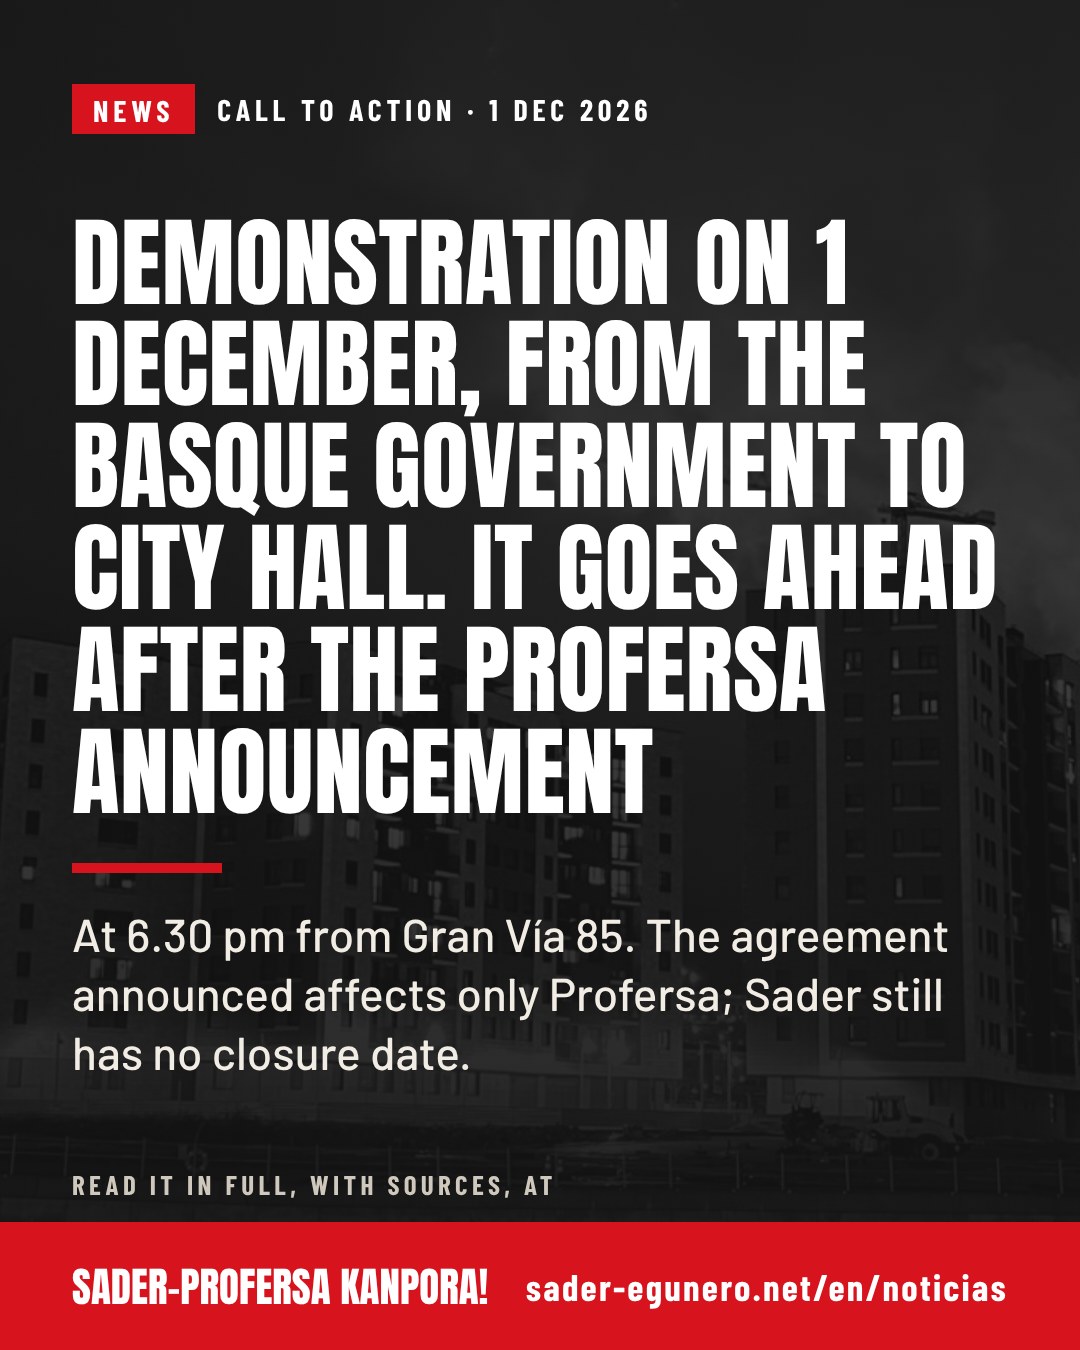 NEWS CALL TO ACTION · 1 DEC 2026
DEMONSTRATION ON 1
DECEMBER, FROM THE
BASQUE GOVERNMENT TO
CITY HALL. IT GOES AHEAD
AFTER THE PROFERSA
ANNOUNCEMENT
At 6.30 pm from Gran Vía 85. The agreement
announced affects only Profersa; Sader still
has no closure date.
READ IT IN FULL, WITH SOURCES, AT
SADER-PROFERSA KANPORA! sader-egunero.net/en/noticias